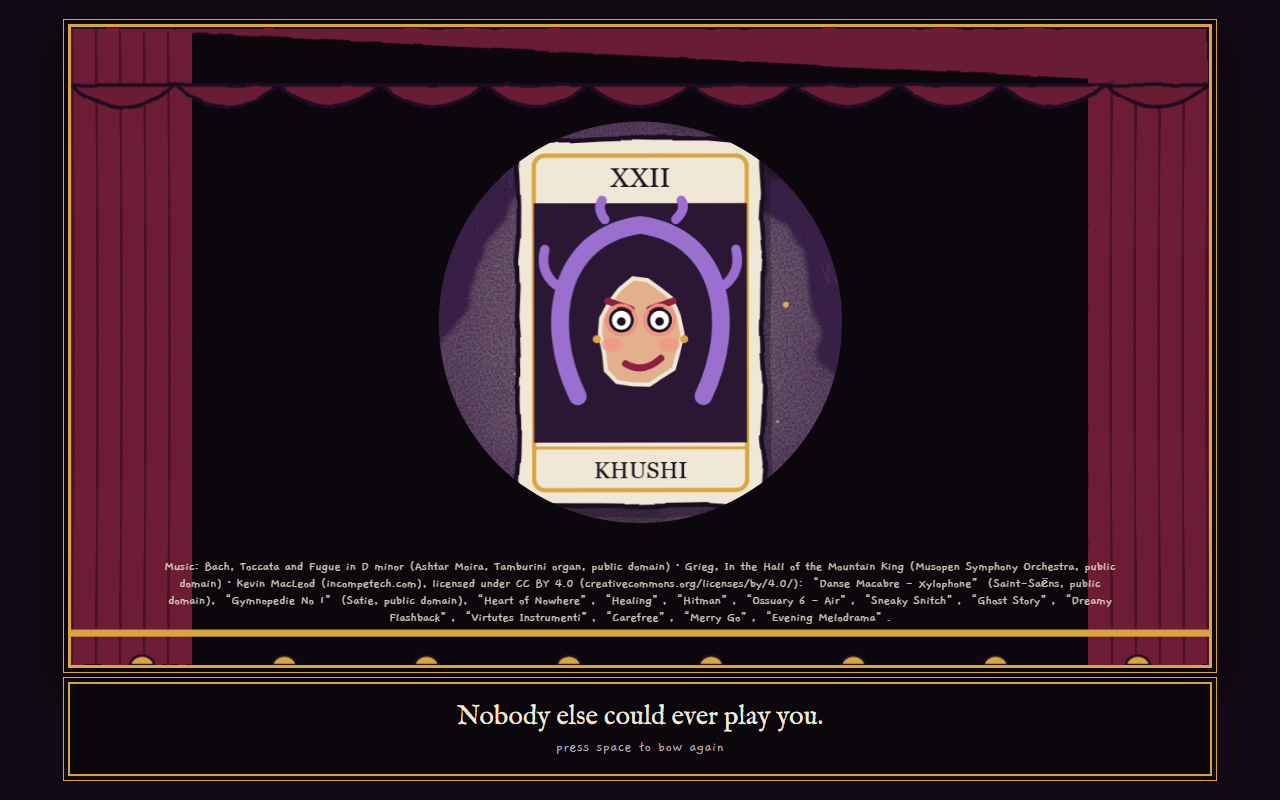 XXII
KHUSHI
Music: Bach, Toccata and Fugue in D minor (Ashtar Moira, Tamburini organ, public domain) · Grieg, In the Hall of the Mountain King (Musopen Symphony Orchestra, public
domain) · Kevin MacLeod (incompetech.com), licensed under CC BY 4.0 (creativecommons.org/licenses/by/4.0/): “Danse Macabre – Xylophone” (Saint-Saëns, public
domain), “Gymnopedie No 1” (Satie, public domain), “Heart of Nowhere”, “Healing”, “Hitman”, “Ossuary 6 – Air”, “Sneaky Snitch”, “Ghost Story”, “Dreamy
Flashback”, “Virtutes Instrumenti”, “Carefree”, “Merry Go”, “Evening Melodrama”.
Nobody else could ever play you.
press space to bow again